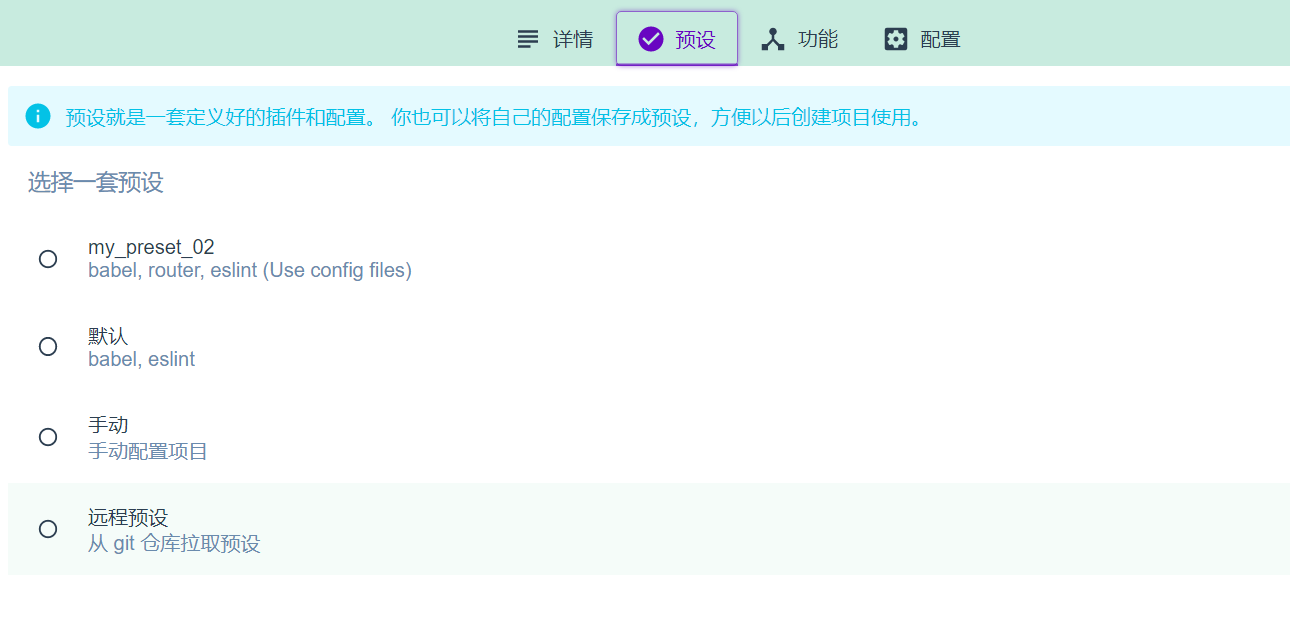 详情 预设 功能 配置
预设就是一套定义好的插件和配置。 你也可以将自己的配置保存成预设，方便以后创建项目使用。
选择一套预设
my_preset_02
babel, router, eslint (Use config files)
默认
babel, eslint
手动
手动配置项目
远程预设
从 git 仓库拉取预设